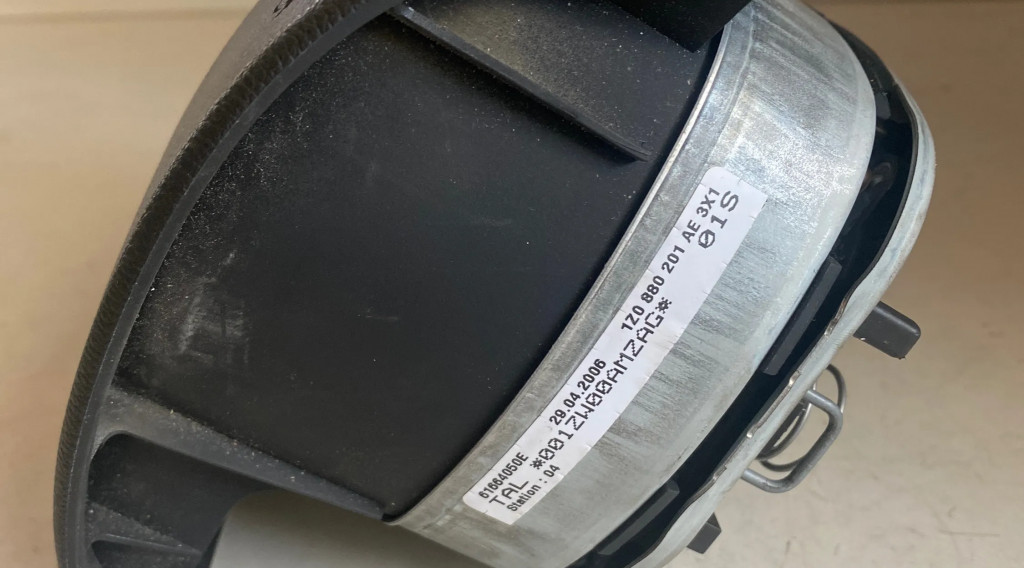 61664050E 29.04.2006 1Z0 880 201 AE 3X1
TAL *001ZW00AMZAG* 01S
Station : 04